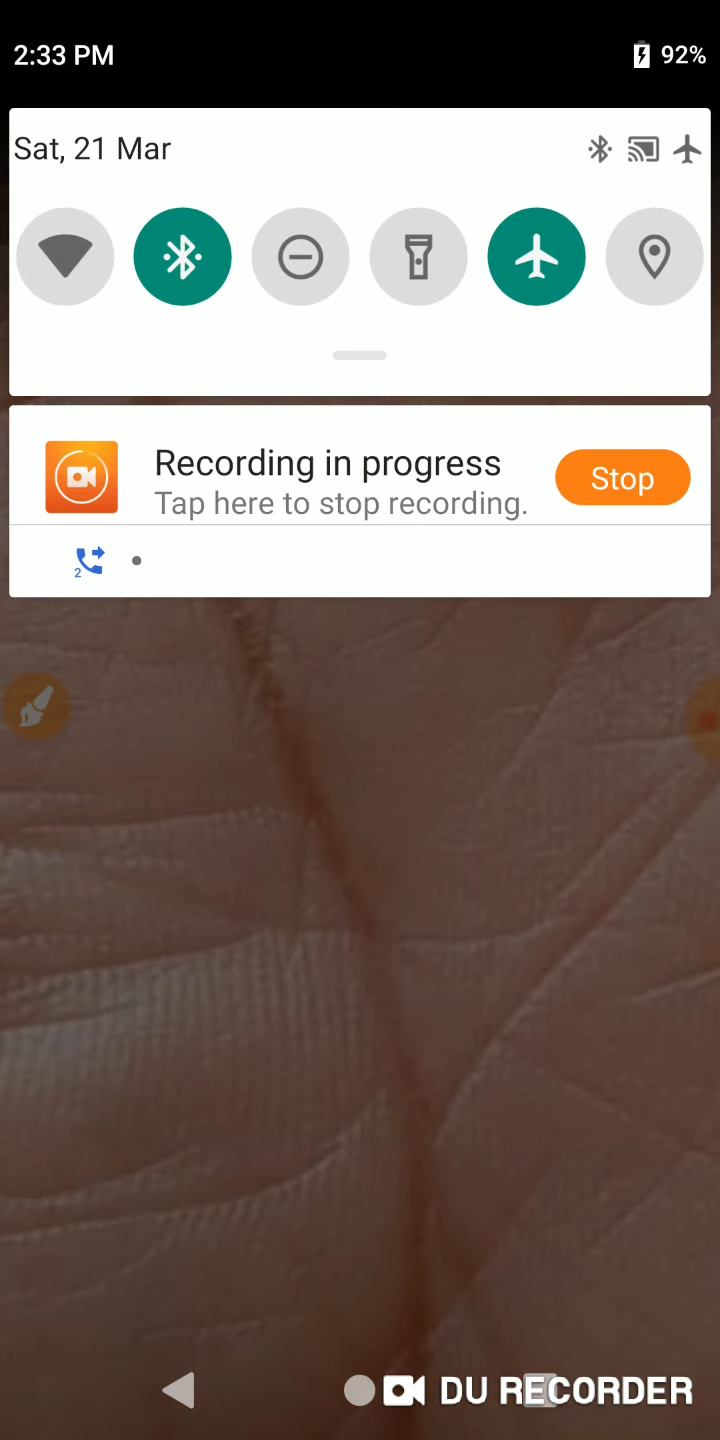 2:33 PM
92%
Sat, 21 Mar
Recording in progress
Stop
Tap here to stop recording.
2
DU RECORDER